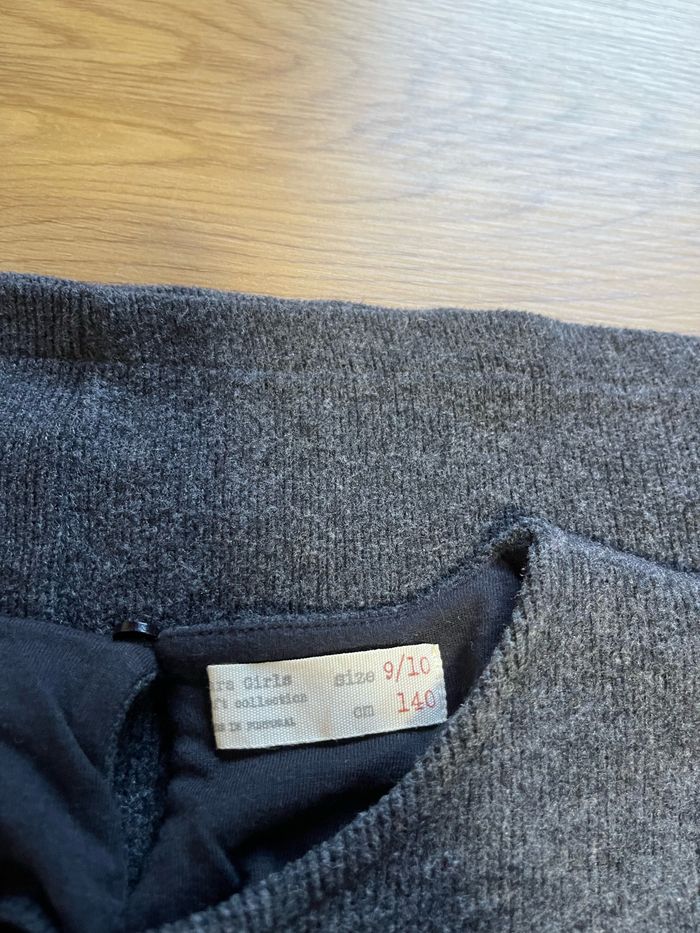 Girls size 9/10
collection cm 140
IN PORTUGAL